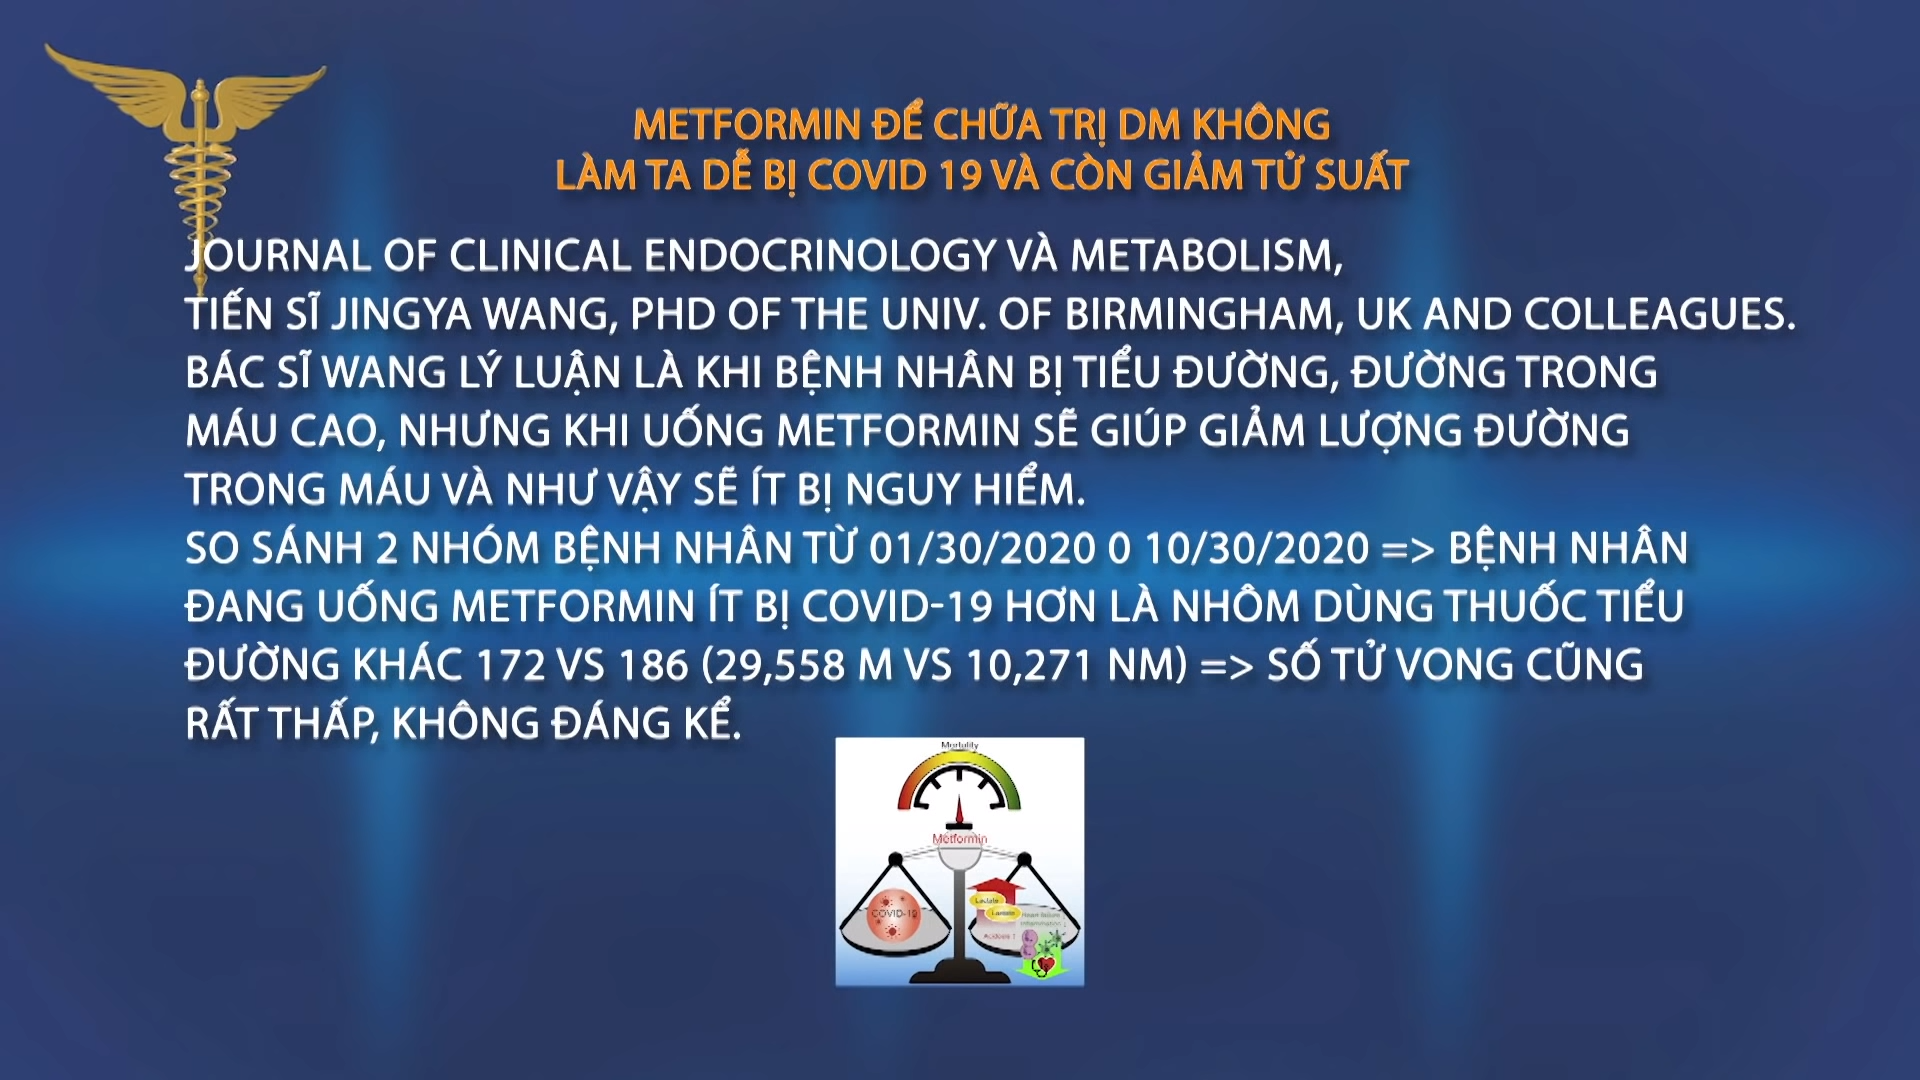 METFORMIN ĐỂ CHỮA TRỊ DM KHÔNG
LÀM TA DỄ BỊ COVID 19 VÀ CÒN GIẢM TỬ SUẤT
JOURNAL OF CLINICAL ENDOCRINOLOGY VÀ METABOLISM,
TIẾN SĨ JINGYA WANG, PHD OF THE UNIV. OF BIRMINGHAM, UK AND COLLEAGUES.
BÁC SĨ WANG LÝ LUẬN LÀ KHI BỆNH NHÂN BỊ TIỂU ĐƯỜNG, ĐƯỜNG TRONG
MÁU CAO, NHƯNG KHI UỐNG METFORMIN SẼ GIÚP GIẢM LƯỢNG ĐƯỜNG
TRONG MÁU VÀ NHƯ VẬY SẼ ÍT BỊ NGUY HIỂM.
SO SÁNH 2 NHÓM BỆNH NHÂN TỪ 01/30/2020 0 10/30/2020 => BỆNH NHÂN
ĐANG UỐNG METFORMIN ÍT BỊ COVID-19 HƠN LÀ NHÔM DÙNG THUỐC TIỂU
ĐƯỜNG KHÁC 172 VS 186 (29,558 M VS 10,271 NM) => SỐ TỬ VONG CŨNG
RẤT THẤP, KHÔNG ĐÁNG KỂ.
Mortality
Metformin
COVID-19
Lactate
Lactate
Heart failure
Inflammation
Acidosis ↑